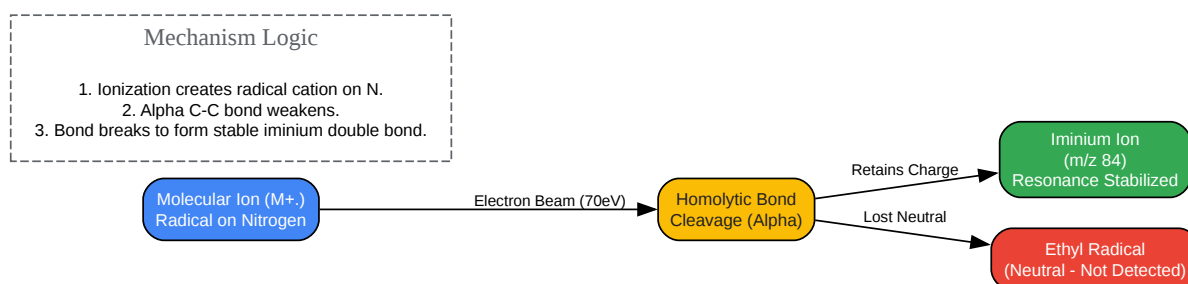 Mechanism Logic
1. Ionization creates radical cation on N.
2. Alpha C-C bond weakens.
3. Bond breaks to form stable iminium double bond.
Molecular Ion (M+.)
Radical on Nitrogen
Electron Beam (70eV)
Homolytic Bond
Cleavage (Alpha)
Retains Charge
Lost Neutral
Iminium Ion
(m/z 84)
Resonance Stabilized
Ethyl Radical
(Neutral - Not Detected)